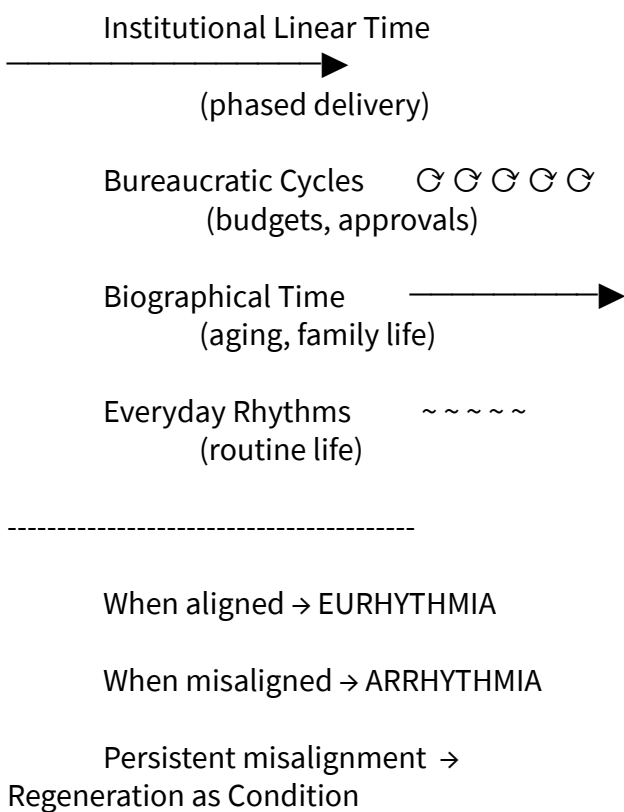 Institutional Linear Time
───────────────▶
(phased delivery)
Bureaucratic Cycles ⟳ ⟳ ⟳ ⟳ ⟳
(budgets, approvals)
Biographical Time ─────────▶
(aging, family life)
Everyday Rhythms ~ ~ ~ ~ ~
(routine life)
-----------------------------------------
When aligned → EURHYTHMIA
When misaligned → ARRHYTHMIA
Persistent misalignment →
Regeneration as Condition